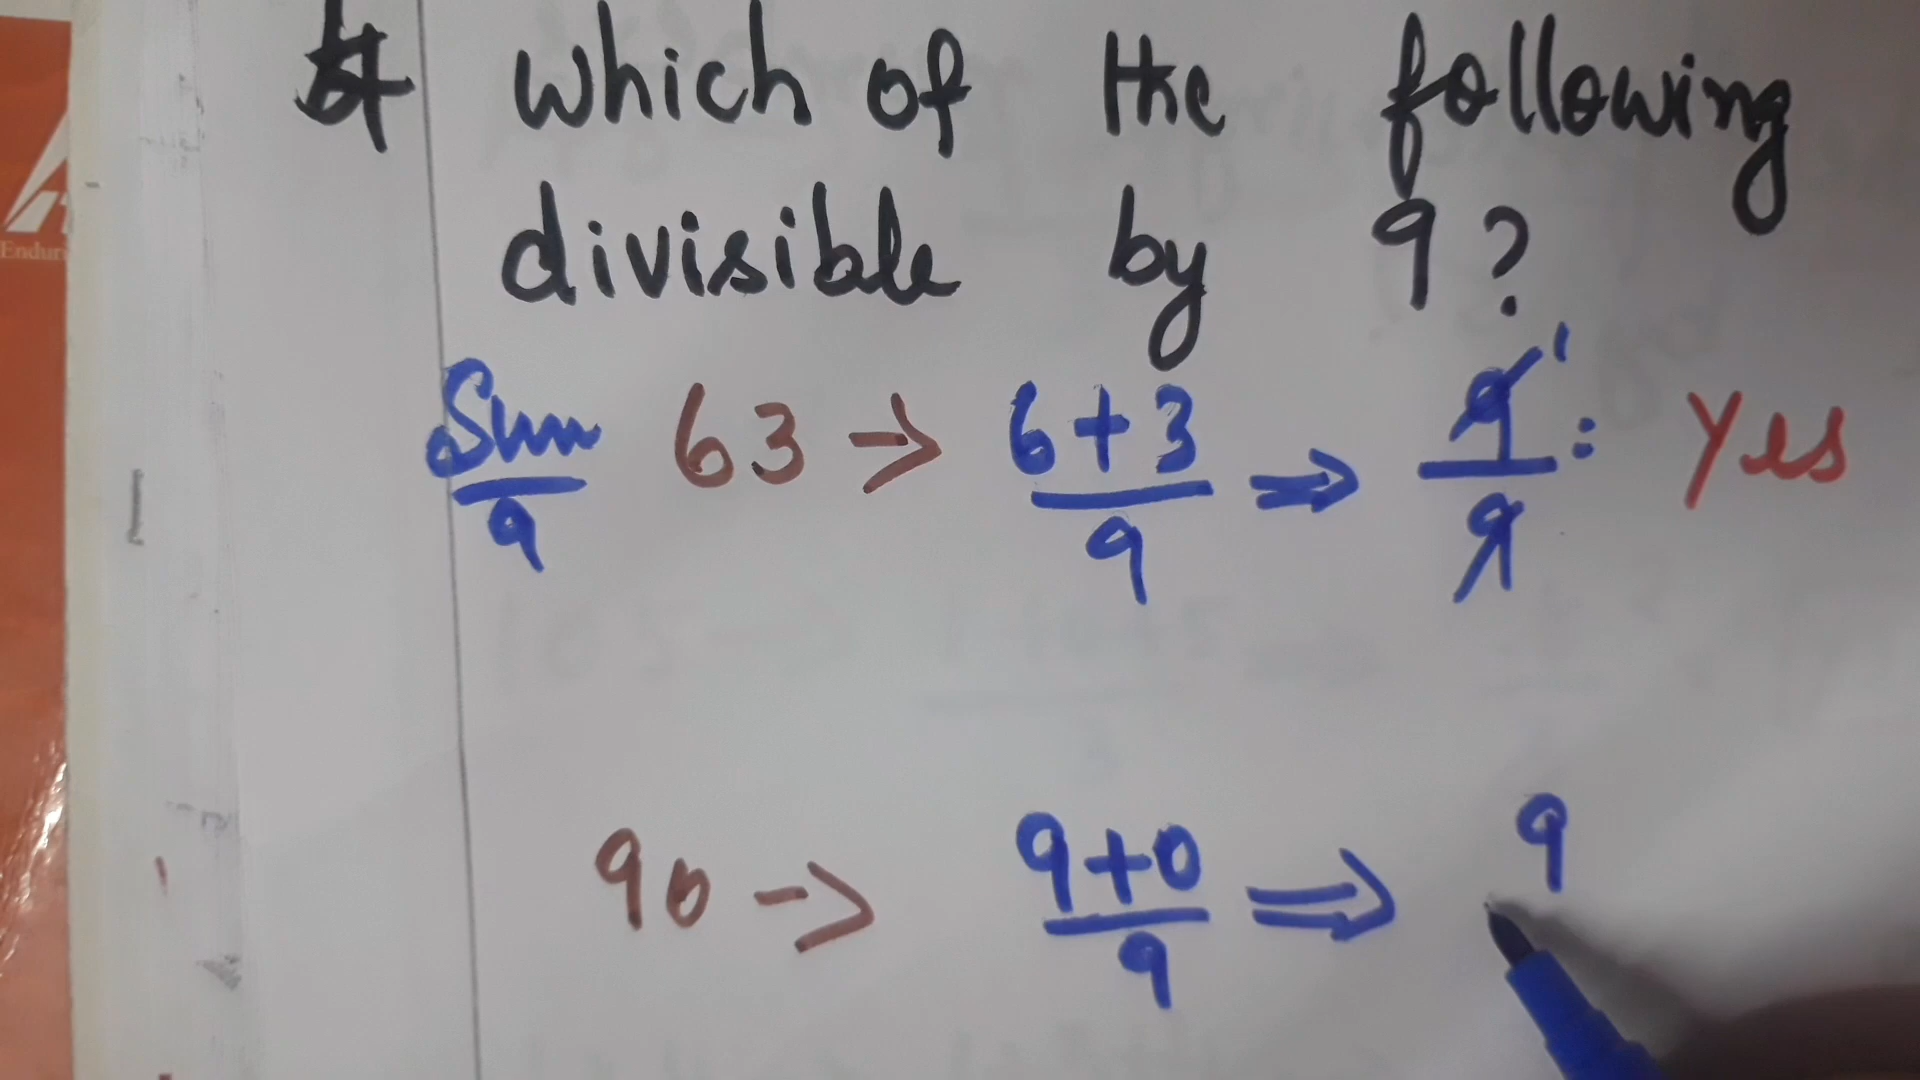 which of the following
divisible by 9?
Sum/9 63 → 6+3/9 ⇒ 9/9 1 : Yes
90 → 9+0/9 ⇒ 9